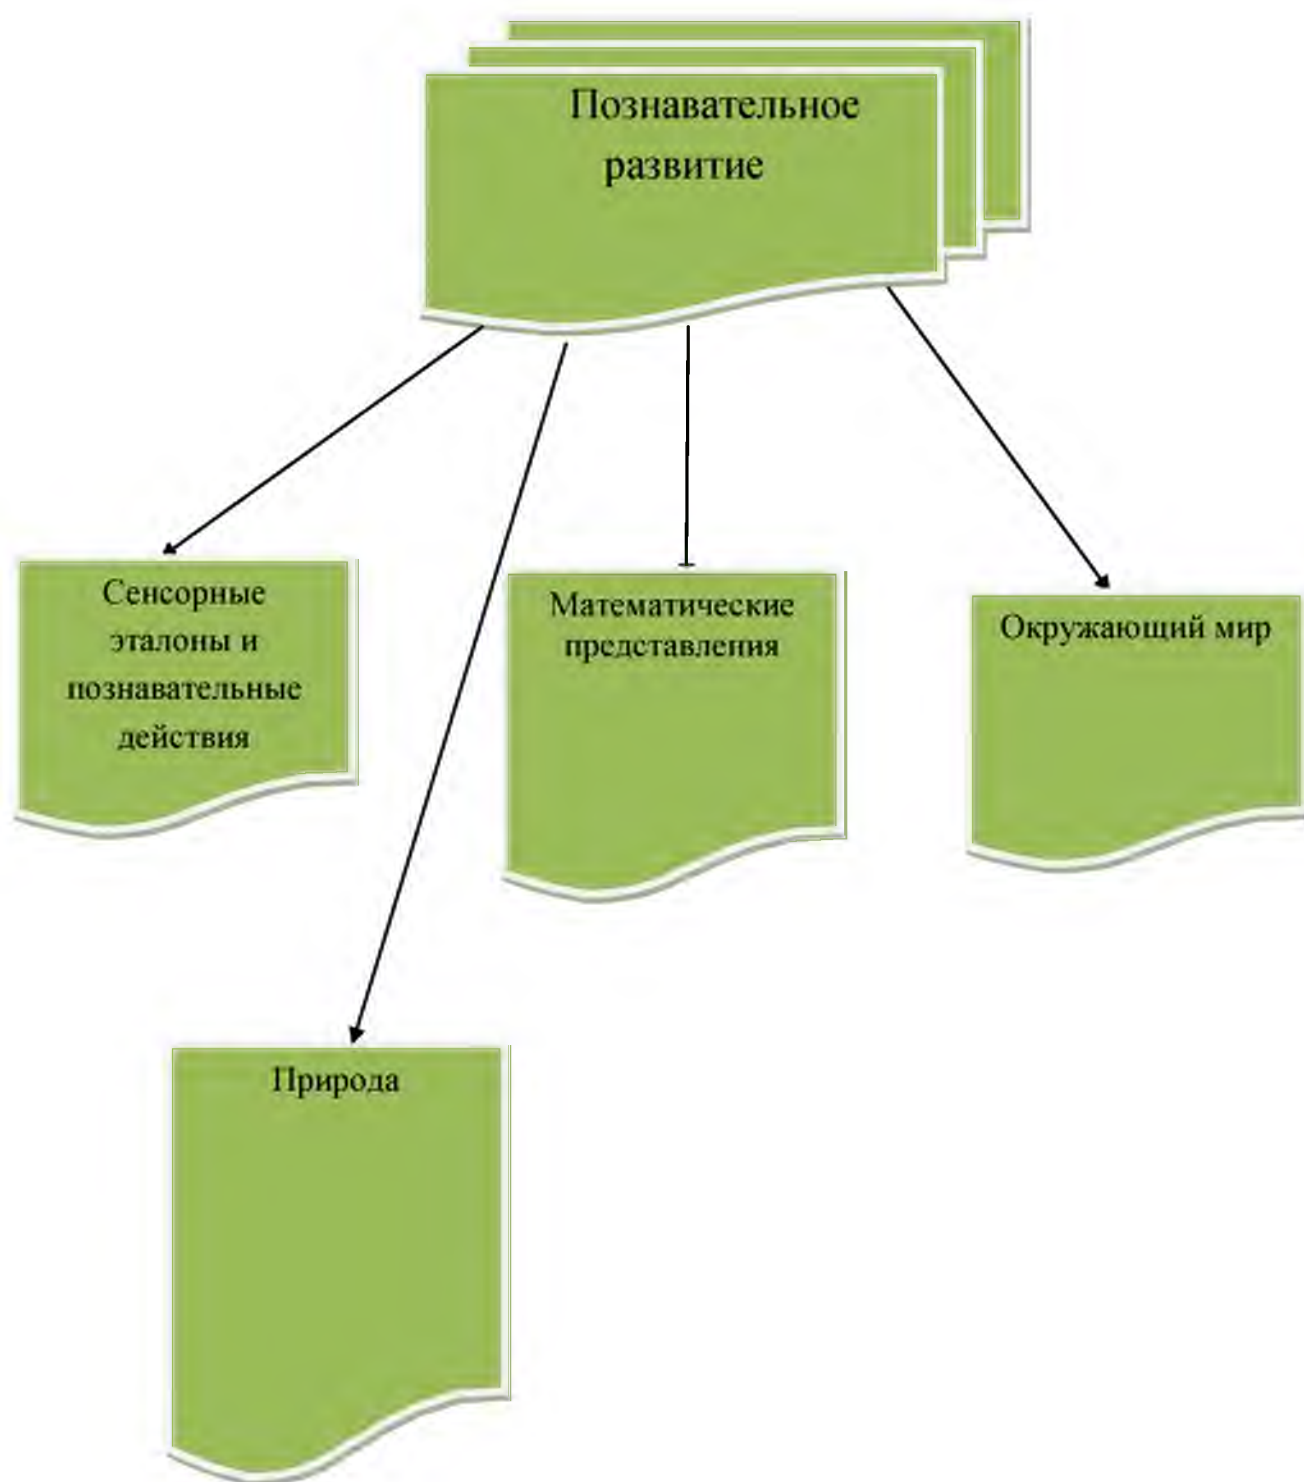 Познавательное
развитие
Сенсорные
эталоны и
познавательные
действия
Математические
представления
Окружающий мир
Природа